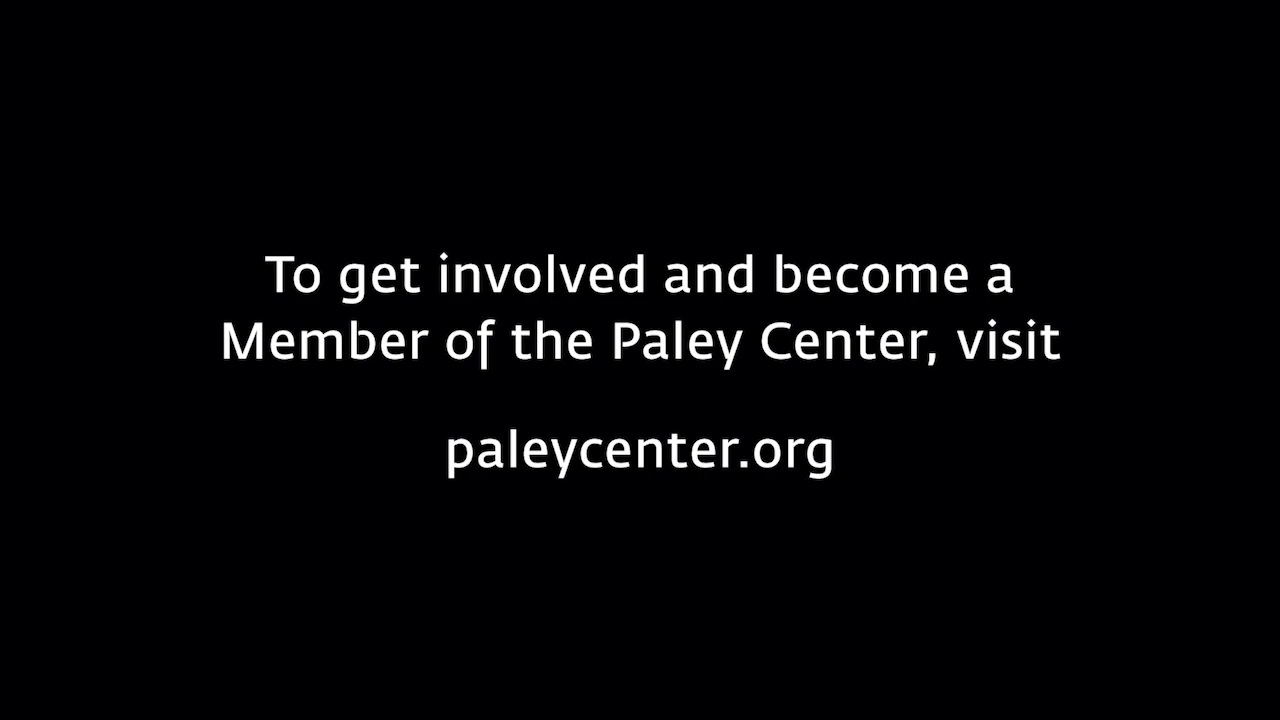 To get involved and become a
Member of the Paley Center, visit
paleycenter.org